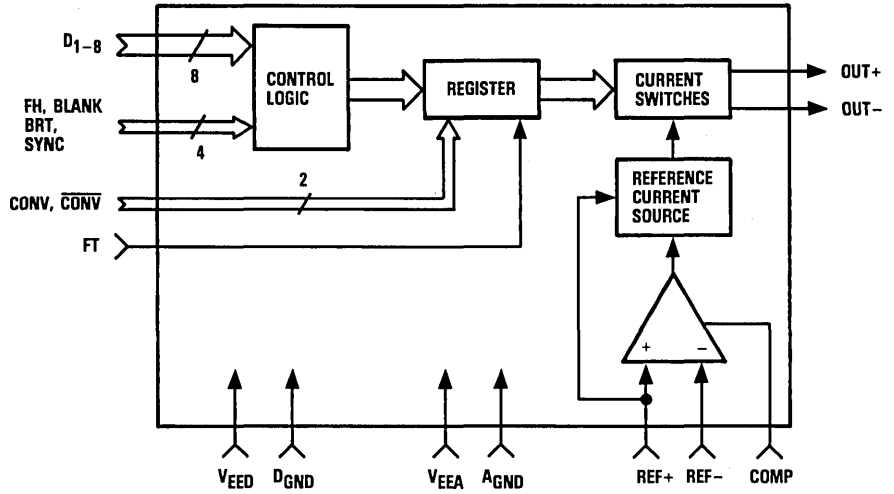 D1-8
8
CONTROL
LOGIC
REGISTER
CURRENT
SWITCHES
OUT+
OUT−
FH, BLANK
BRT,
SYNC
4
CONV, C̅O̅N̅V̅
2
REFERENCE
CURRENT
SOURCE
FT
+ −
VEED DGND VEEA AGND REF+ REF− COMP